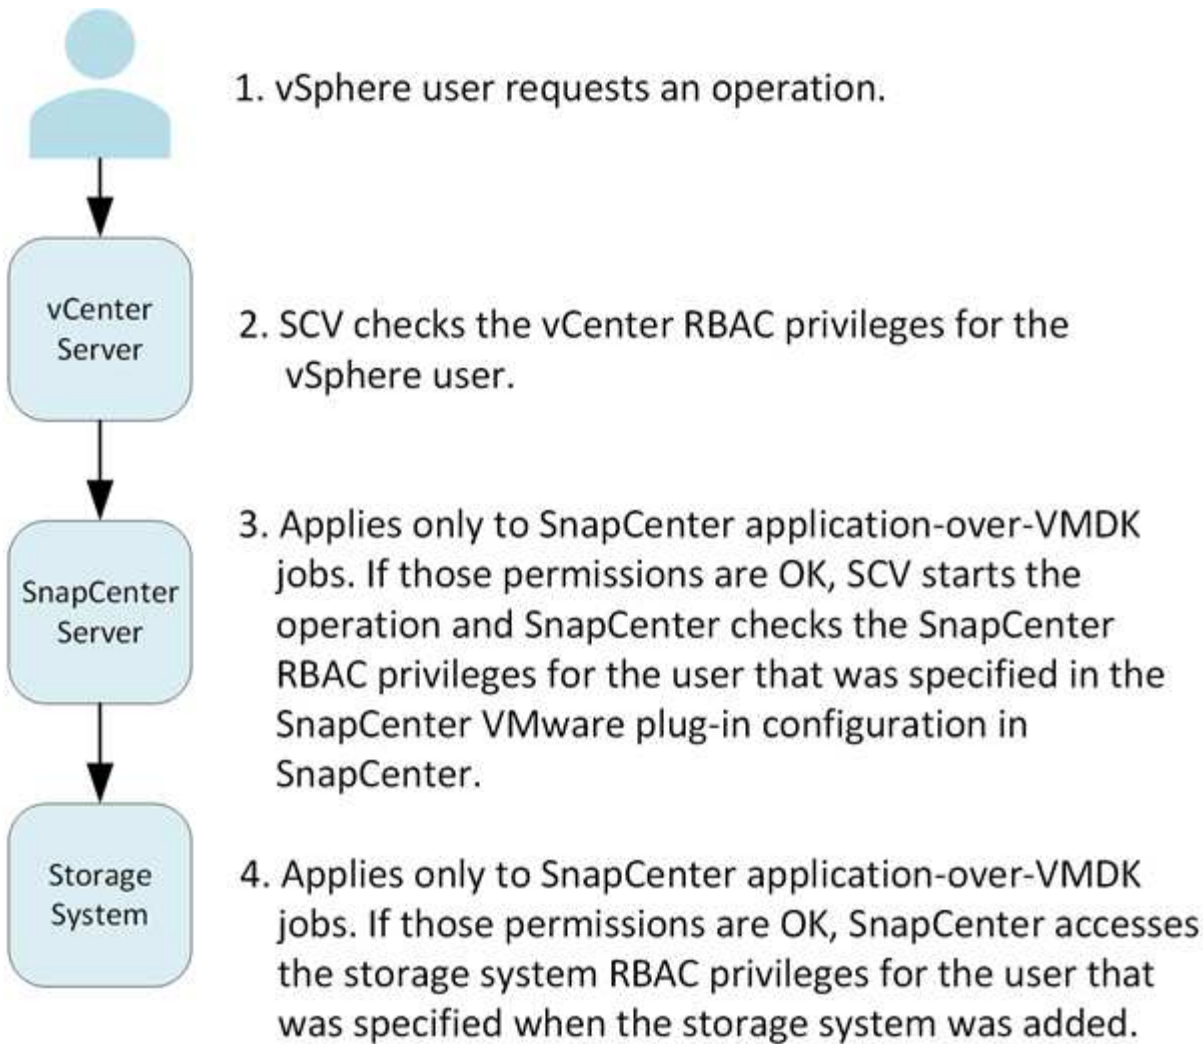 1. vSphere user requests an operation.
vCenter
Server
2. SCV checks the vCenter RBAC privileges for the
vSphere user.
SnapCenter
Server
3. Applies only to SnapCenter application-over-VMDK
jobs. If those permissions are OK, SCV starts the
operation and SnapCenter checks the SnapCenter
RBAC privileges for the user that was specified in the
SnapCenter VMware plug-in configuration in
SnapCenter.
Storage
System
4. Applies only to SnapCenter application-over-VMDK
jobs. If those permissions are OK, SnapCenter accesses
the storage system RBAC privileges for the user that
was specified when the storage system was added.